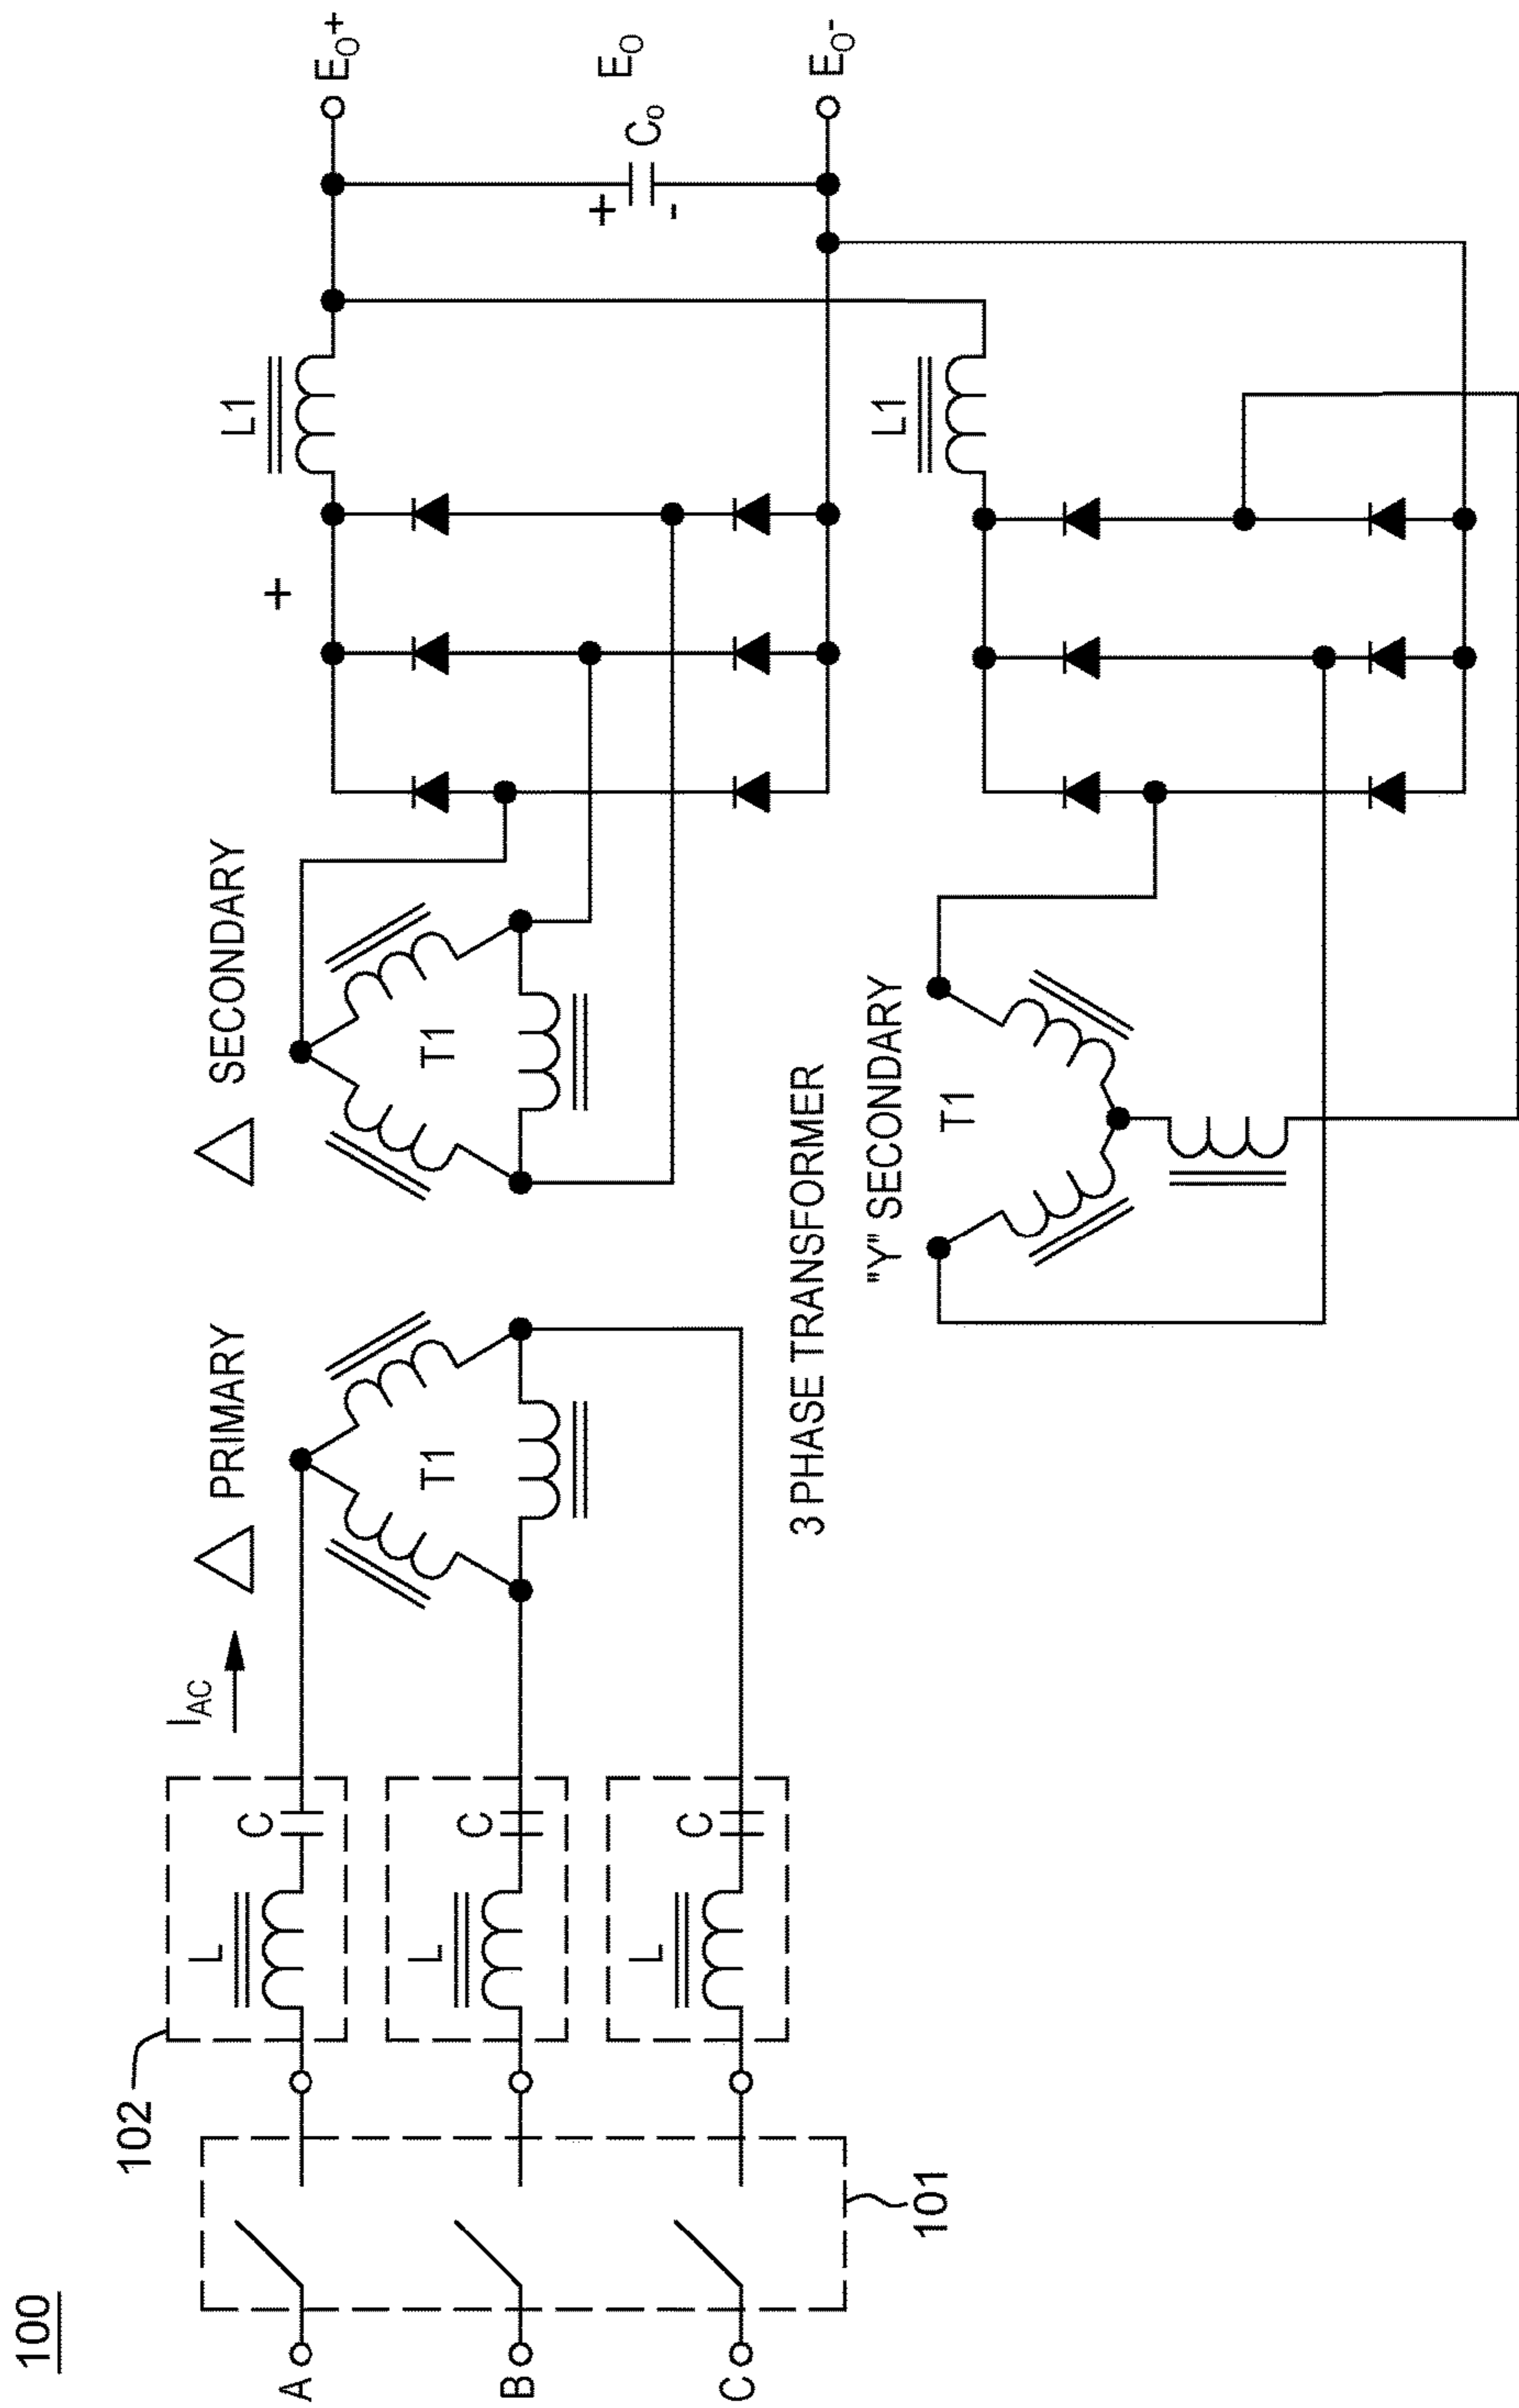 100
A
B
C
101
102
L
C
L
C
L
C
I_AC
PRIMARY
T1
SECONDARY
T1
3 PHASE TRANSFORMER
"Y" SECONDARY
T1
+
L1
L1
+
-
C_o
E_O+
E_O
E_O-